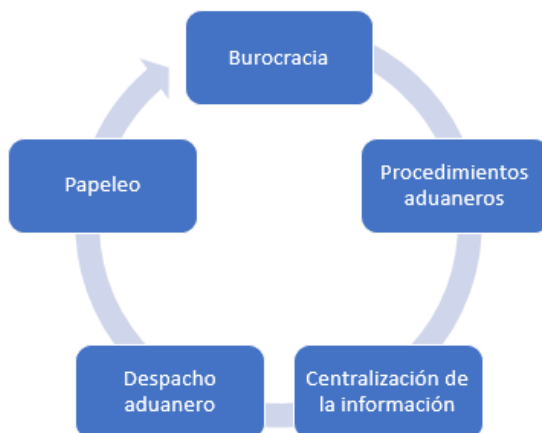 Burocracia
Procedimientos
aduaneros
Centralización de
la información
Despacho
aduanero
Papeleo